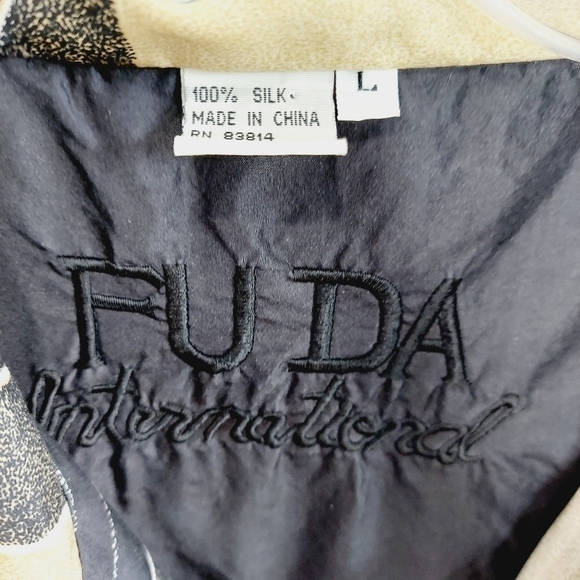 100% SILK
MADE IN CHINA
RN 83814
L
FUDA
International